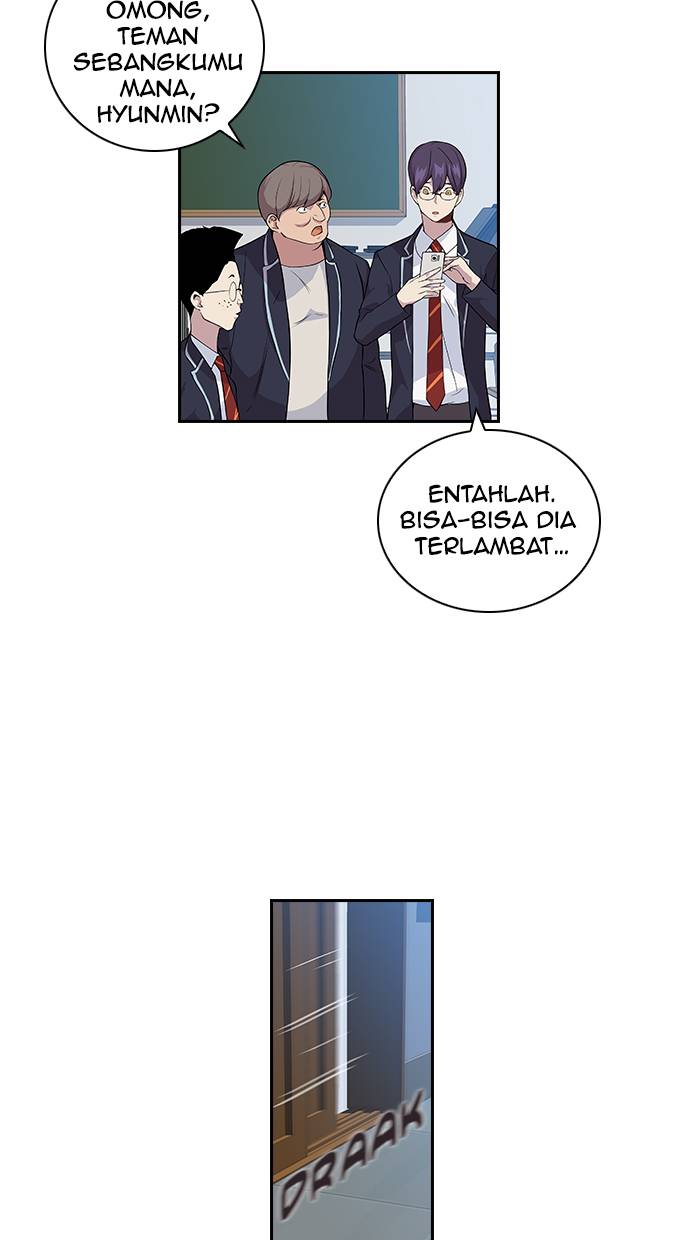 OMONG,
TEMAN
SEBANGKUMU
MANA,
HYUNMIN?
ENTAHLAH.
BISA-BISA DIA
TERLAMBAT...
DRAAK